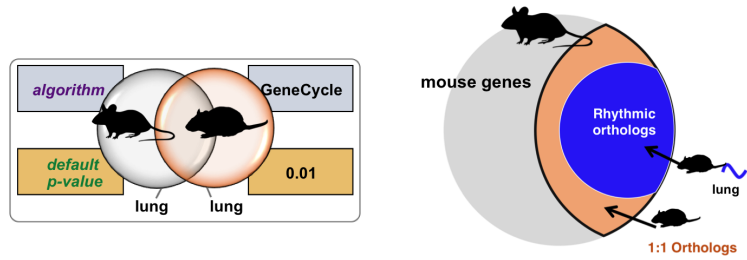 algorithm
GeneCycle
default
p-value
0.01
lung
lung
mouse genes
Rhythmic
orthologs
lung
1:1 Orthologs